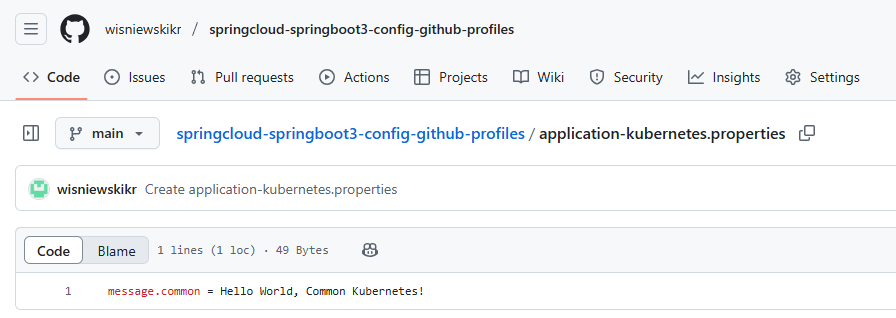 wisniewskikr / springcloud-springboot3-config-github-profiles
Code Issues Pull requests Actions Projects Wiki Security Insights Settings
main springcloud-springboot3-config-github-profiles / application-kubernetes.properties
wisniewskikr Create application-kubernetes.properties
Code Blame 1 lines (1 loc) · 49 Bytes
1 message.common = Hello World, Common Kubernetes!